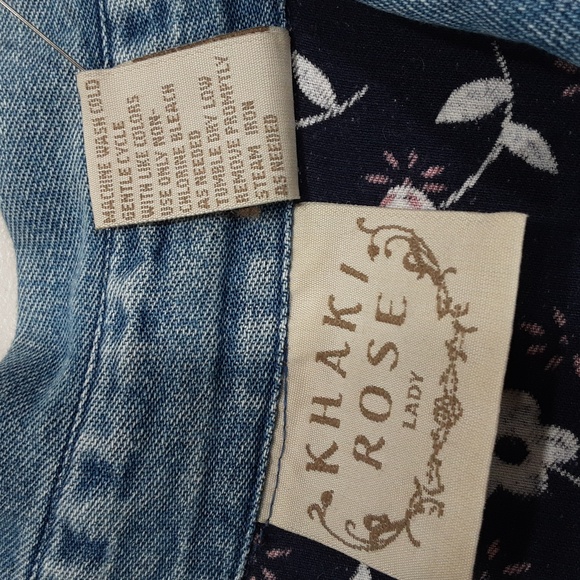 MACHINE WASH COLD
GENTLE CYCLE
WITH LIKE COLORS
USE ONLY NON-
CHLORINE BLEACH
AS NEEDED
TUMBLE DRY LOW
REMOVE PROMPTLY
STEAM IRON
AS NEEDED
KHAKI
ROSE
LADY